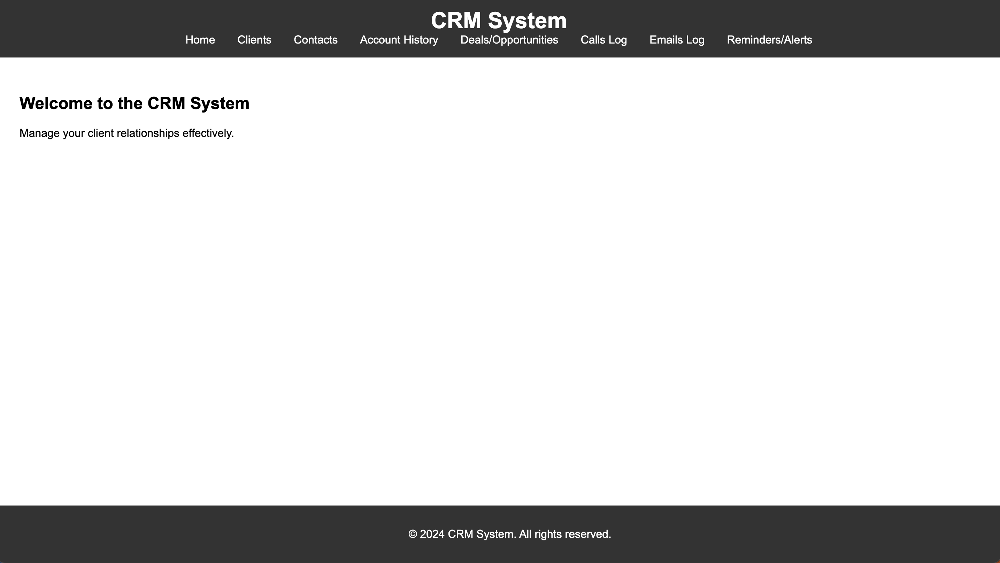 CRM System
Home Clients Contacts Account History Deals/Opportunities Calls Log Emails Log Reminders/Alerts
Welcome to the CRM System
Manage your client relationships effectively.
© 2024 CRM System. All rights reserved.